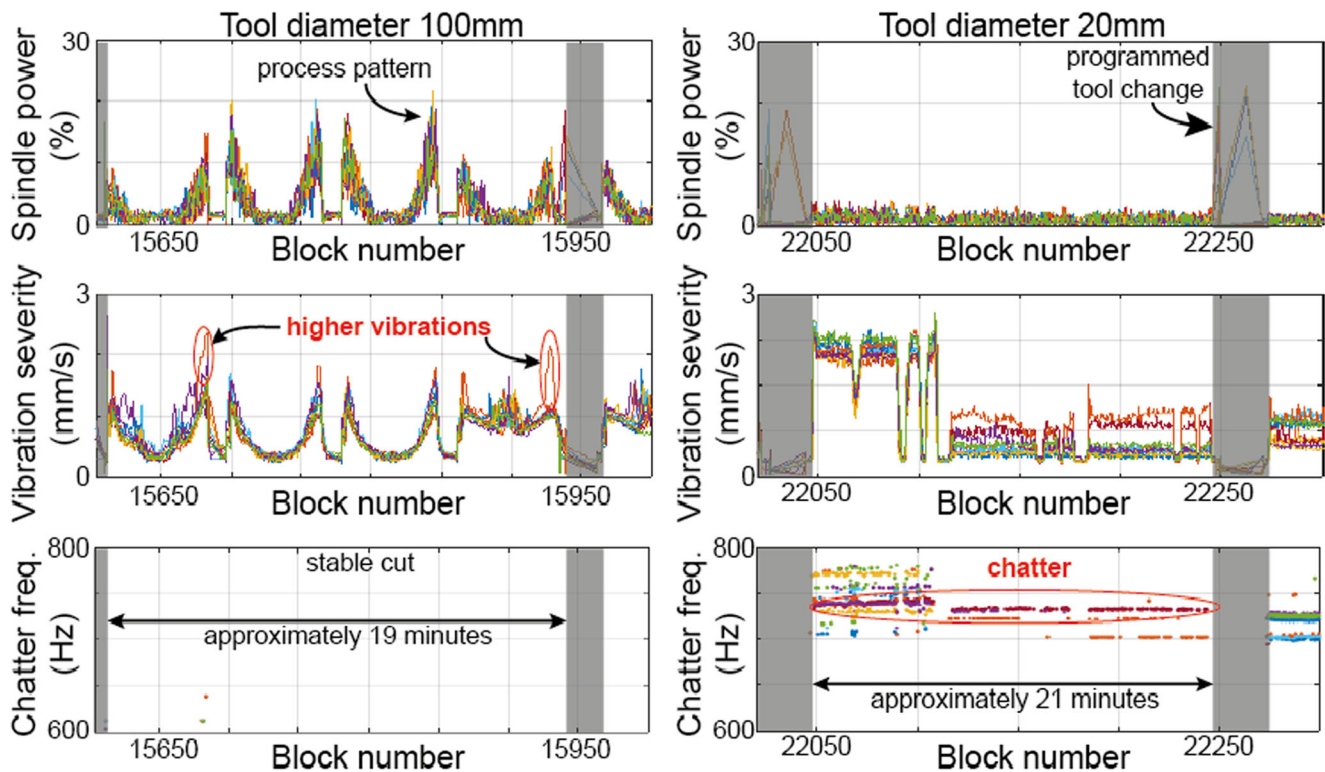 Tool diameter 100mm
Spindle power
(%)
30
0
process pattern
15650
15950
Block number
Tool diameter 20mm
Spindle power
(%)
30
0
programmed
tool change
22050
22250
Block number
Vibration severity
(mm/s)
3
0
higher vibrations
15650
15950
Block number
Vibration severity
(mm/s)
3
0
22050
22250
Block number
Chatter freq.
(Hz)
800
600
stable cut
approximately 19 minutes
15650
15950
Block number
Chatter freq.
(Hz)
800
600
chatter
approximately 21 minutes
22050
22250
Block number